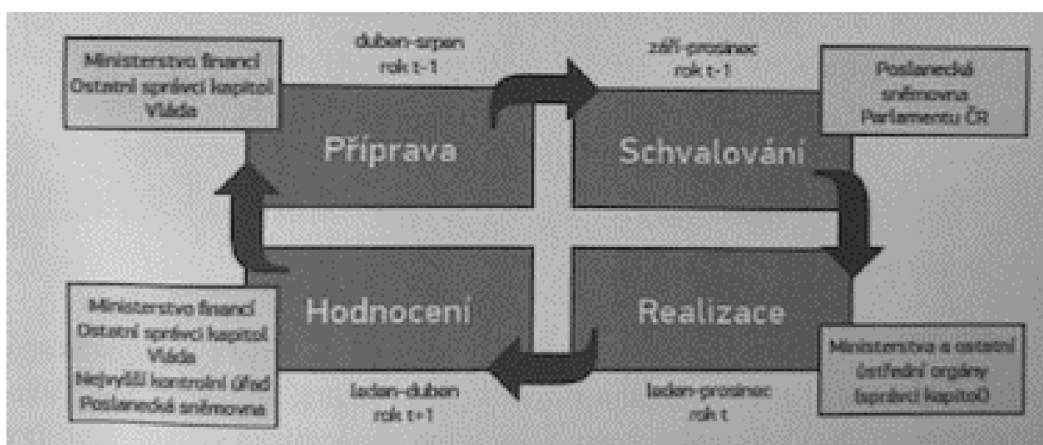 Ministerstvo financí
Ostatní správci kapitol
Vláda
duben-srpen
rok t-1
Příprava
září-prosinec
rok t-1
Schvalování
Poslanecká
sněmovna
Parlamentu ČR
Ministerstvo financí
Ostatní správci kapitol
Vláda
Nejvyšší kontrolní úřad
Poslanecká sněmovna
Hodnocení
leden-duben
rok t+1
Realizace
leden-prosinec
rok t
Ministerstva a ostatní
ústřední orgány
(správci kapitol)